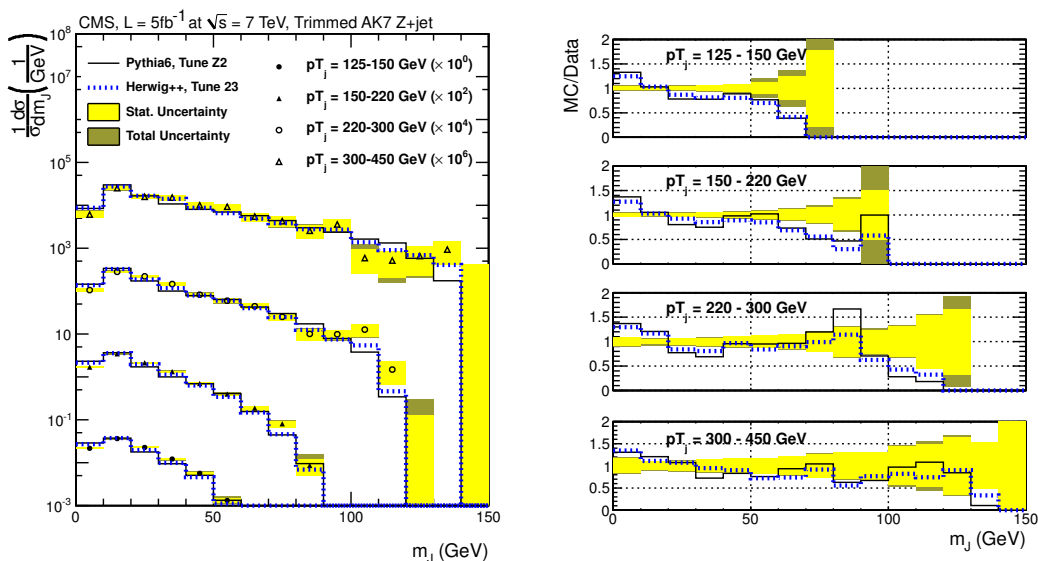 CMS, L = 5fb⁻¹ at √s = 7 TeV, Trimmed AK7 Z+jet
1/σ dσ/dm_J (1/GeV)
10⁸
10⁷
10⁵
10³
10
10⁻¹
10⁻³
Pythia6, Tune Z2
Herwig++, Tune 23
Stat. Uncertainty
Total Uncertainty
pT_j = 125-150 GeV (× 10⁰)
pT_j = 150-220 GeV (× 10²)
pT_j = 220-300 GeV (× 10⁴)
pT_j = 300-450 GeV (× 10⁶)
0 50 100 150
m_J (GeV)
MC/Data
pT_j = 125 - 150 GeV
2
1.5
1
0.5
0
pT_j = 150 - 220 GeV
2
1.5
1
0.5
0
pT_j = 220 - 300 GeV
2
1.5
1
0.5
0
pT_j = 300 - 450 GeV
2
1.5
1
0.5
0
0 50 100 150
m_J (GeV)